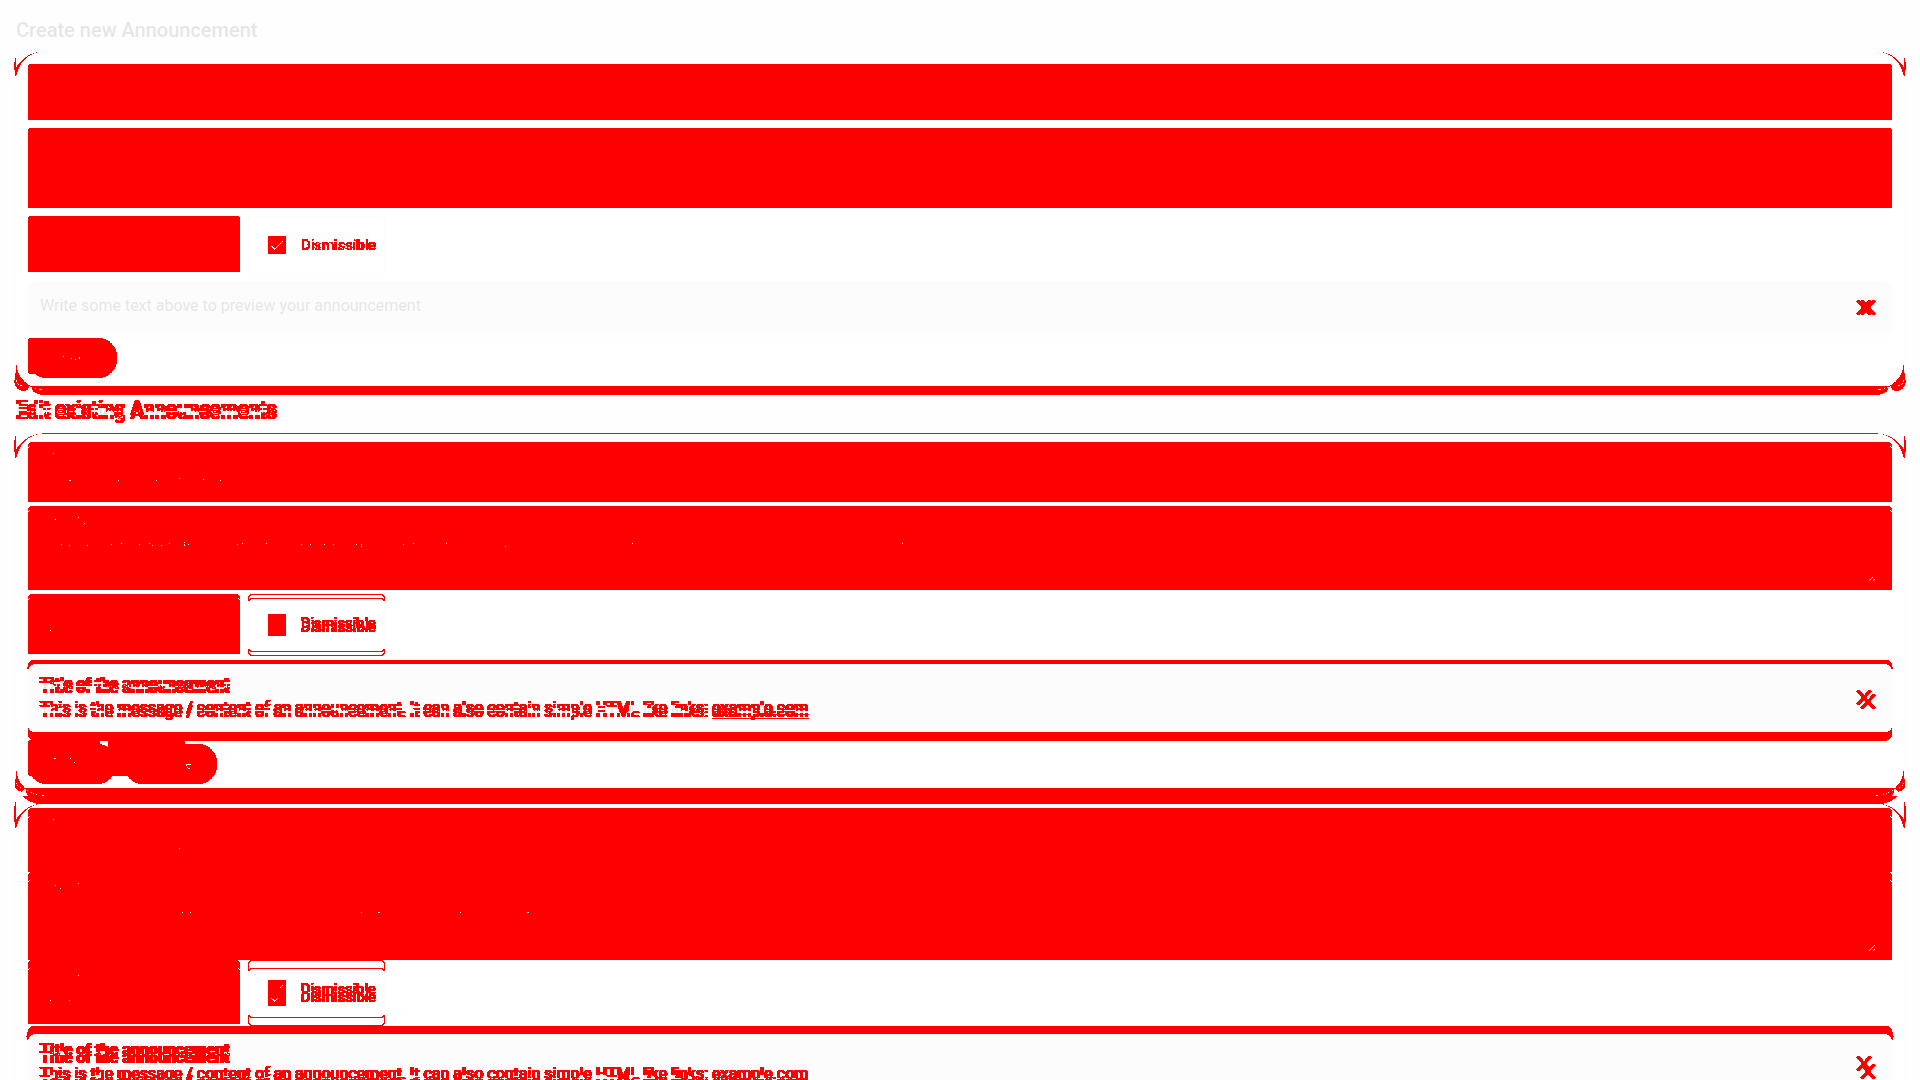 Create new Announcement
Dismissible
Write some text above to preview your announcement
Edit existing Announcements
Dismissible
Title of the announcement
This is the message / content of an announcement. It can also contain simple HTML like links: example.com
Dismissible
Title of the announcement
This is the message / content of an announcement. It can also contain simple HTML like links: example.com